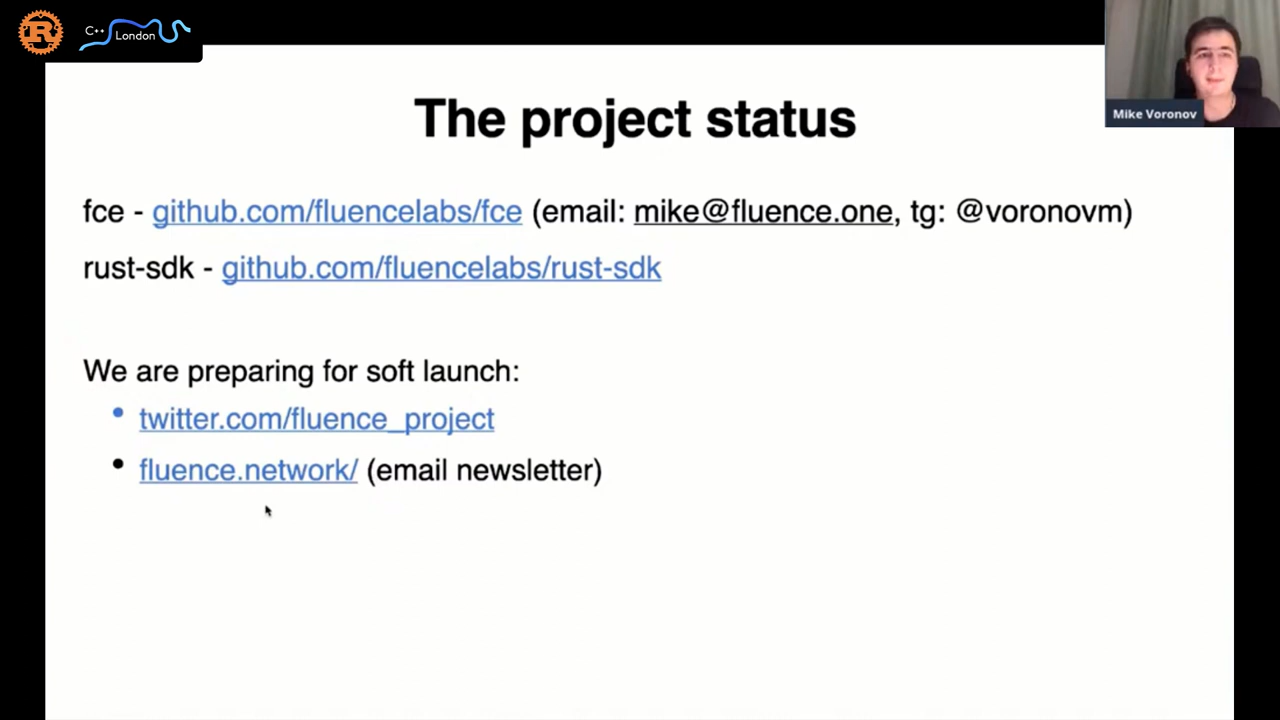 C++
London
Mike Voronov
The project status
fce - github.com/fluencelabs/fce (email: mike@fluence.one, tg: @voronovm)
rust-sdk - github.com/fluencelabs/rust-sdk
We are preparing for soft launch:
• twitter.com/fluence_project
• fluence.network/ (email newsletter)